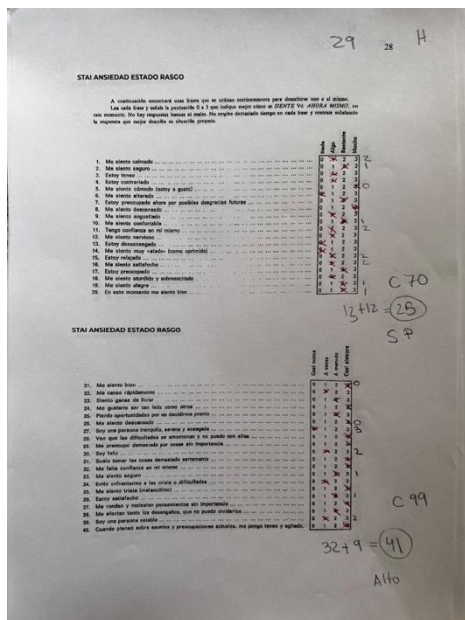 29 28 H
STAI ANSIEDAD ESTADO RASGO
A continuación encontrará unas frases que se utilizan corrientemente para describirse uno a sí mismo.
Lea cada frase y señale la puntuación 0 a 3 que indique mejor cómo se SIENTE Vd. AHORA MISMO, en
este momento. No hay respuestas buenas ni malas. No emplee demasiado tiempo en cada frase y conteste señalando
la respuesta que mejor describa su situación presente.
Nada Algo Bastante Mucho
1. Me siento calmado
2. Me siento seguro
3. Estoy tenso
4. Estoy contrariado
5. Me siento cómodo (estoy a gusto)
6. Me siento alterado
7. Estoy preocupado ahora por posibles desgracias futuras
8. Me siento descansado
9. Me siento angustiado
10. Me siento confortable
11. Tengo confianza en mí mismo
12. Me siento nervioso
13. Estoy desasosegado
14. Me siento muy «atado» (como oprimido)
15. Estoy relajado
16. Me siento satisfecho
17. Estoy preocupado
18. Me siento aturdido y sobreexcitado
19. Me siento alegre
20. En este momento me siento bien
C 70
13+12 = 25
SP
STAI ANSIEDAD ESTADO RASGO
Casi nunca A veces A menudo Casi siempre
21. Me siento bien
22. Me canso rápidamente
23. Siento ganas de llorar
24. Me gustaría ser tan feliz como otros
25. Pierdo oportunidades por no decidirme pronto
26. Me siento descansado
27. Soy una persona tranquila, serena y sosegada
28. Veo que las dificultades se amontonan y no puedo con ellas
29. Me preocupo demasiado por cosas sin importancia
30. Soy feliz
31. Suelo tomar las cosas demasiado seriamente
32. Me falta confianza en mí mismo
33. Me siento seguro
34. Evito enfrentarme a las crisis o dificultades
35. Me siento triste (melancólico)
36. Estoy satisfecho
37. Me rondan y molestan pensamientos sin importancia
38. Me afectan tanto los desengaños, que no puedo olvidarlos
39. Soy una persona estable
40. Cuando pienso sobre asuntos y preocupaciones actuales, me pongo tenso y agitado.
C 99
32+9 = 41
Alto